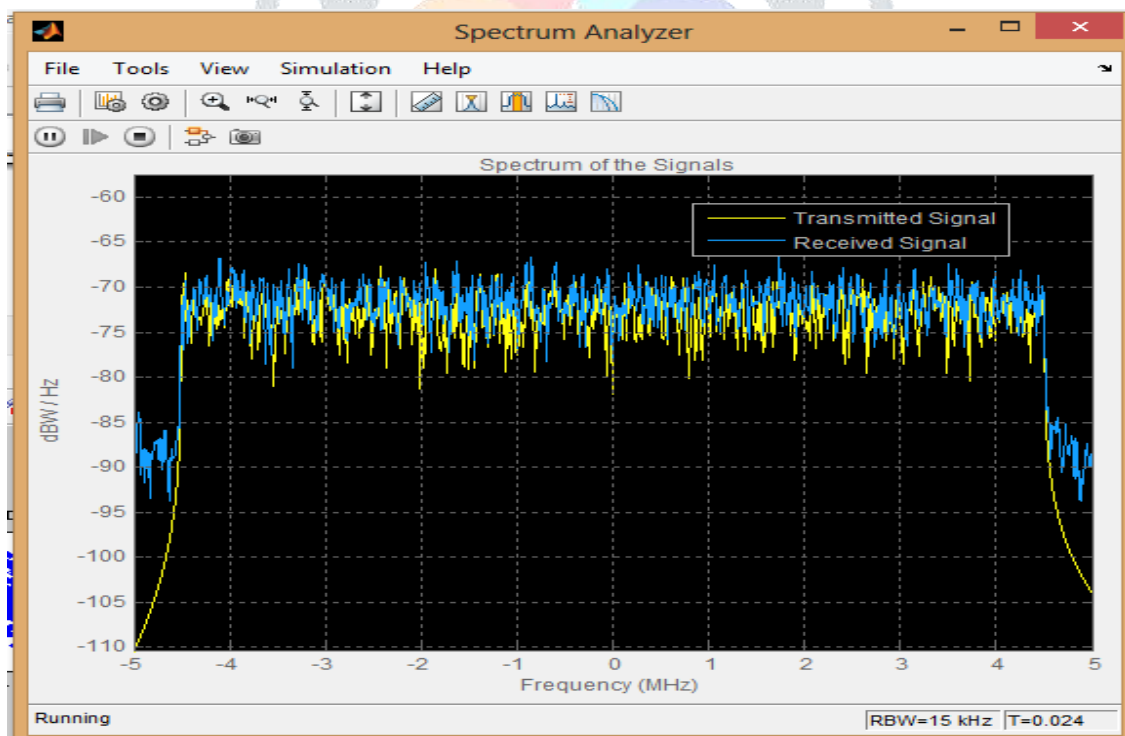 Spectrum Analyzer
File Tools View Simulation Help
Spectrum of the Signals
Transmitted Signal
Received Signal
dBW / Hz
-60
-65
-70
-75
-80
-85
-90
-95
-100
-105
-110
-5 -4 -3 -2 -1 0 1 2 3 4 5
Frequency (MHz)
Running RBW=15 kHz T=0.024